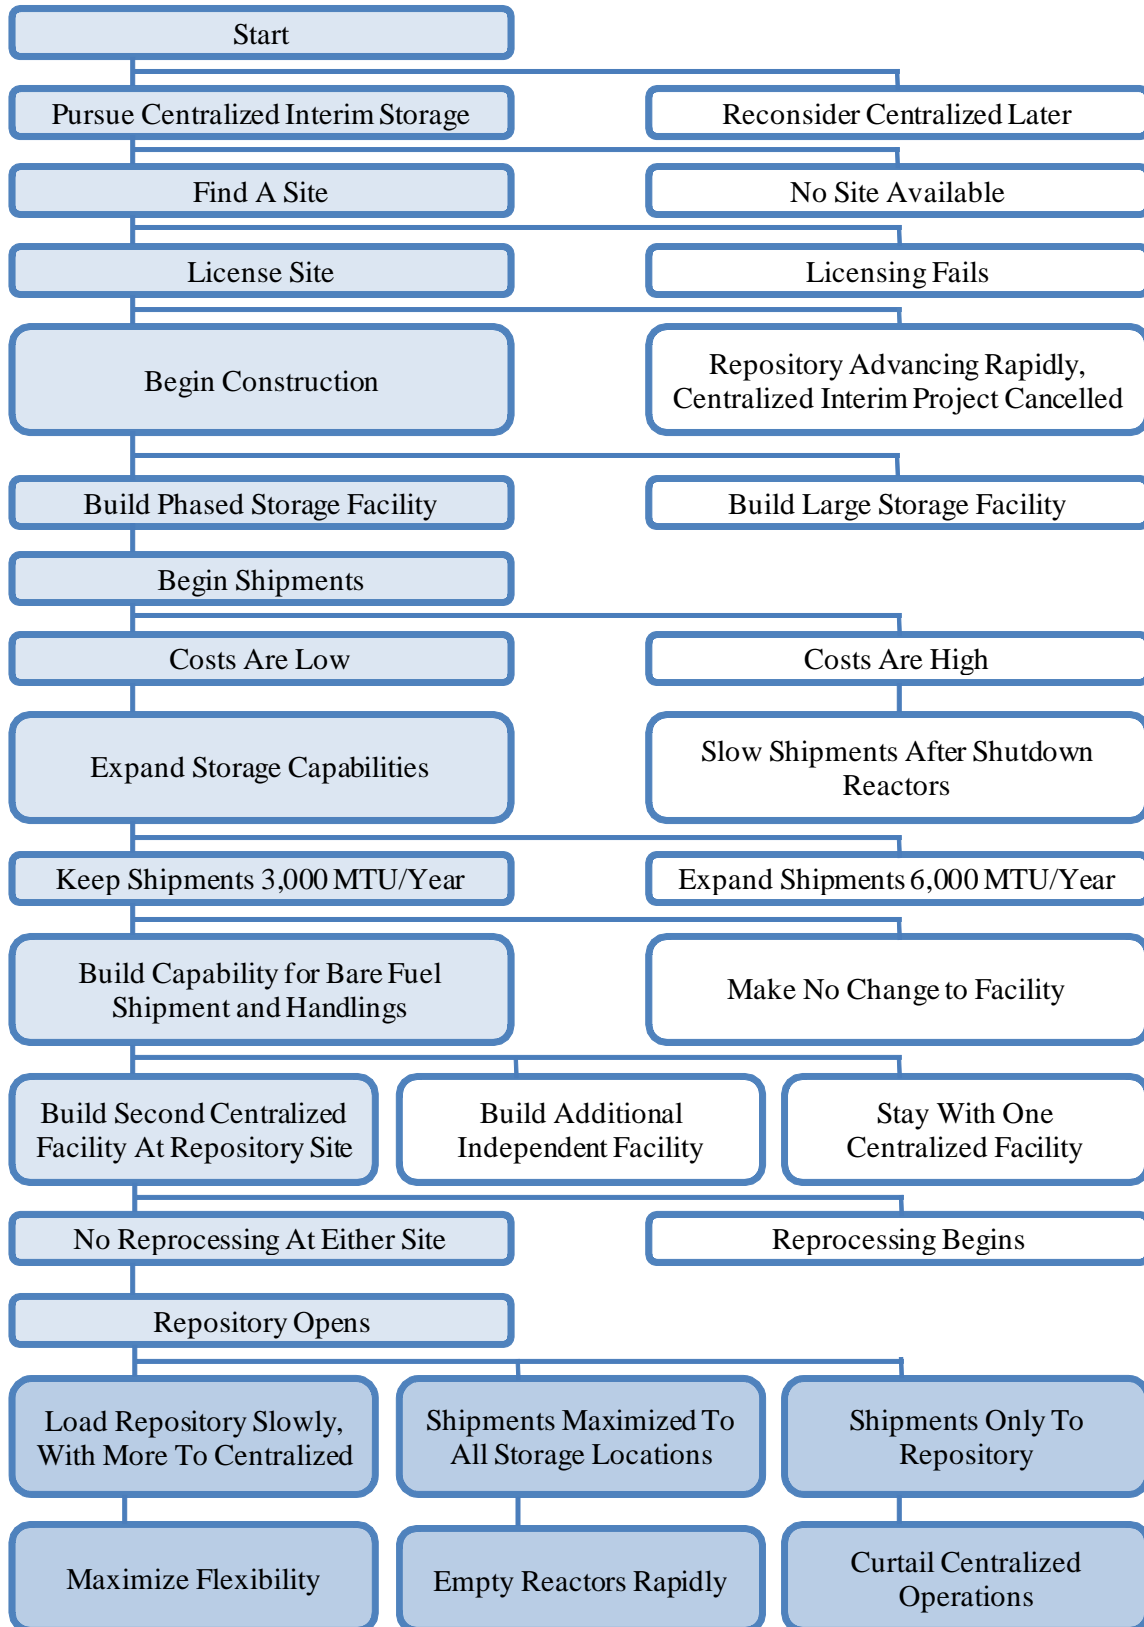 Start
Pursue Centralized Interim Storage
Reconsider Centralized Later
Find A Site
No Site Available
License Site
Licensing Fails
Begin Construction
Repository Advancing Rapidly,
Centralized Interim Project Cancelled
Build Phased Storage Facility
Build Large Storage Facility
Begin Shipments
Costs Are Low
Costs Are High
Expand Storage Capabilities
Slow Shipments After Shutdown
Reactors
Keep Shipments 3,000 MTU/Year
Expand Shipments 6,000 MTU/Year
Build Capability for Bare Fuel
Shipment and Handlings
Make No Change to Facility
Build Second Centralized
Facility At Repository Site
Build Additional
Independent Facility
Stay With One
Centralized Facility
No Reprocessing At Either Site
Reprocessing Begins
Repository Opens
Load Repository Slowly,
With More To Centralized
Shipments Maximized To
All Storage Locations
Shipments Only To
Repository
Maximize Flexibility
Empty Reactors Rapidly
Curtail Centralized
Operations